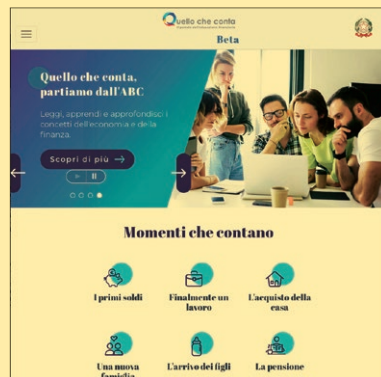 Quello che conta
Beta
Quello che conta,
partiamo dall'ABC
Leggi, apprendi e approfondisci i
concetti dell'economia e della
finanza.
Scopri di più →
Momenti che contano
I primi soldi
Finalmente un
lavoro
L'acquisto della
casa
Una nuova
famiglia
L'arrivo dei figli
La pensione